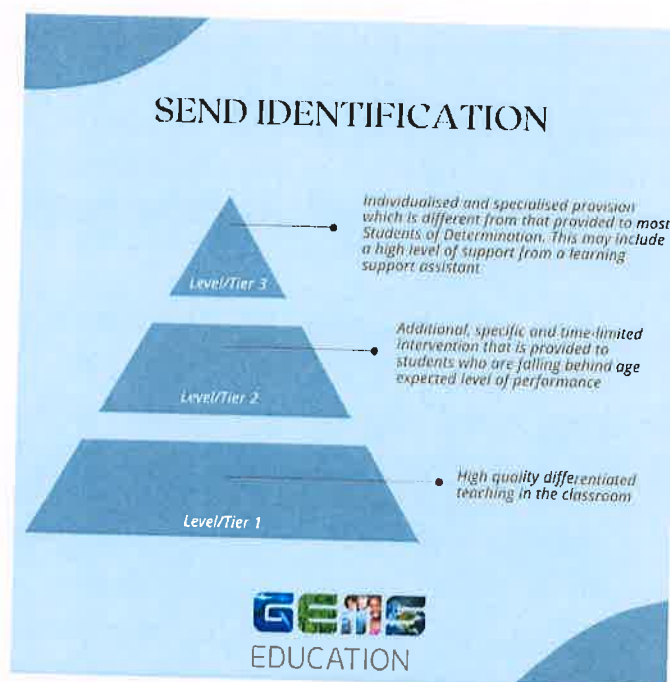 SEND IDENTIFICATION
Individualised and specialised provision
which is different from that provided to most
Students of Determination. This may include
a high level of support from a learning
support assistant
Level/Tier 3
Additional, specific and time-limited
intervention that is provided to
students who are falling behind age
expected level of performance
Level/Tier 2
High quality differentiated
teaching in the classroom
Level/Tier 1
GEMS
EDUCATION